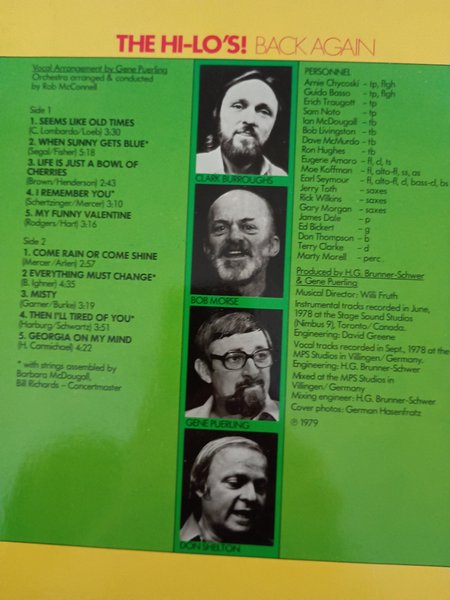 THE HI-LO'S! BACK AGAIN
Vocal Arrangement by Gene Puerling
Orchestra arranged & conducted
by Rob McConnell
Side 1
1. SEEMS LIKE OLD TIMES
(C. Lombardo/Loeb) 3:30
2. WHEN SUNNY GETS BLUE*
(Segal/Fisher) 5:18
3. LIFE IS JUST A BOWL OF
CHERRIES
(Brown/Henderson) 2:43
4. I REMEMBER YOU*
(Schertzinger/Mercer) 3:10
5. MY FUNNY VALENTINE
(Rodgers/Hart) 3:16
Side 2
1. COME RAIN OR COME SHINE
(Mercer/Arlen) 2:57
2 EVERYTHING MUST CHANGE*
(B. Ighner) 4:35
3. MISTY
(Garner/Burke) 3:19
4. THEN I'LL TIRED OF YOU*
(Harburg/Schwartz) 3:51
5. GEORGIA ON MY MIND
(H. Carmichael) 4:22
* with strings assembled by
Barbara McDougall,
Bill Richards – Concertmaster
CLARK BURROUGHS
BOB MORSE
GENE PUERLING
DON SHELTON
PERSONNEL
Arnie Chycoski – tp, flgh
Guido Basso – tp, flgh
Erich Traugott – tp
Sam Noto – tp
Ian McDougall – tb
Bob Livingston – tb
Dave McMurdo – tb
Ron Hughes – tb
Eugene Amaro – fl, cl, ts
Moe Koffman – fl, alto-fl, ss, as
Earl Seymour – fl, alto-fl, cl, bass-cl, bs
Jerry Toth – saxes
Rick Wilkins – saxes
Gary Morgan – saxes
James Dale – p
Ed Bickert – g
Don Thompson – b
Terry Clarke – d
Marty Morell – perc.
Produced by H.G. Brunner-Schwer
& Gene Puerling
Musical Director: Willi Fruth
Instrumental tracks recorded in June,
1978 at the Stage Sound Studios
(Nimbus 9), Toronto/Canada.
Engineering: David Greene
Vocal tracks recorded in Sept., 1978 at the
MPS Studios in Villingen/Germany.
Engineering: H.G. Brunner-Schwer
Mixed at the MPS Studios in
Villingen/Germany
Mixing engineer: H.G. Brunner-Schwer
Cover photos: German Hasenfratz
℗ 1979